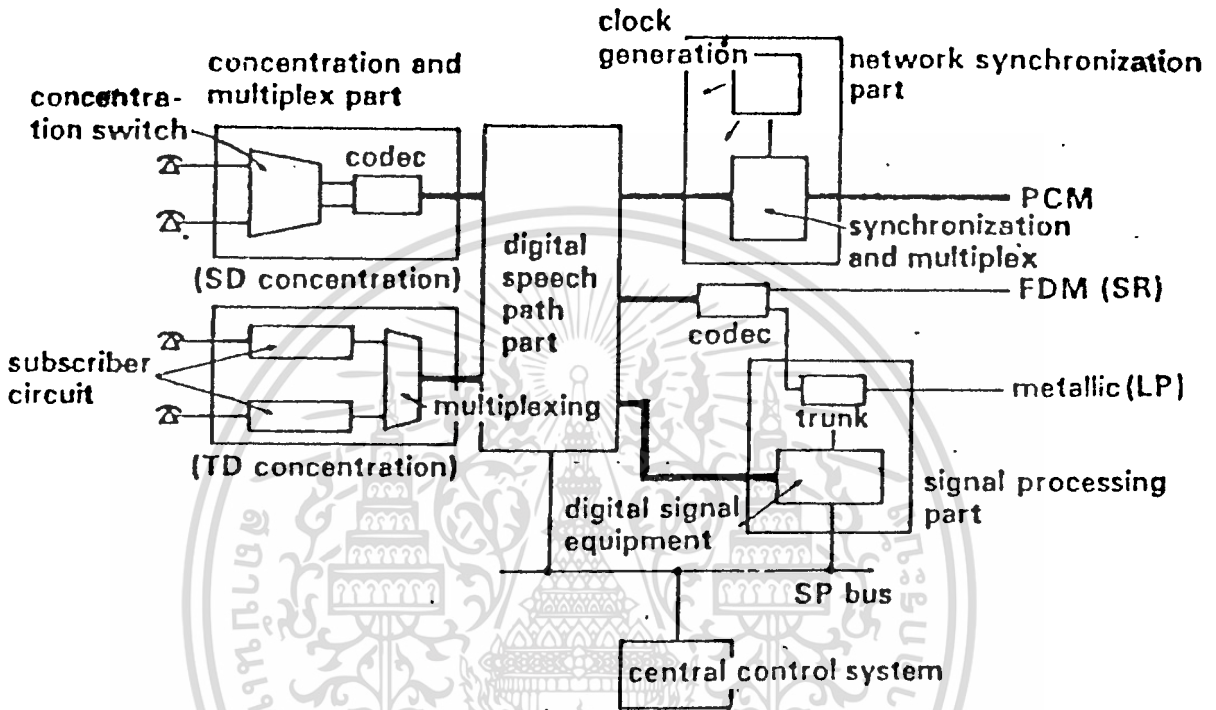 clock
generation
network synchronization
part
concentration and
multiplex part
concentra-
tion switch
codec
PCM
synchronization
and multiplex
(SD concentration)
digital
speech
path
part
FDM (SR)
codec
subscriber
circuit
multiplexing
metallic (LP)
trunk
(TD concentration)
signal processing
part
digital signal
equipment
SP bus
central control system